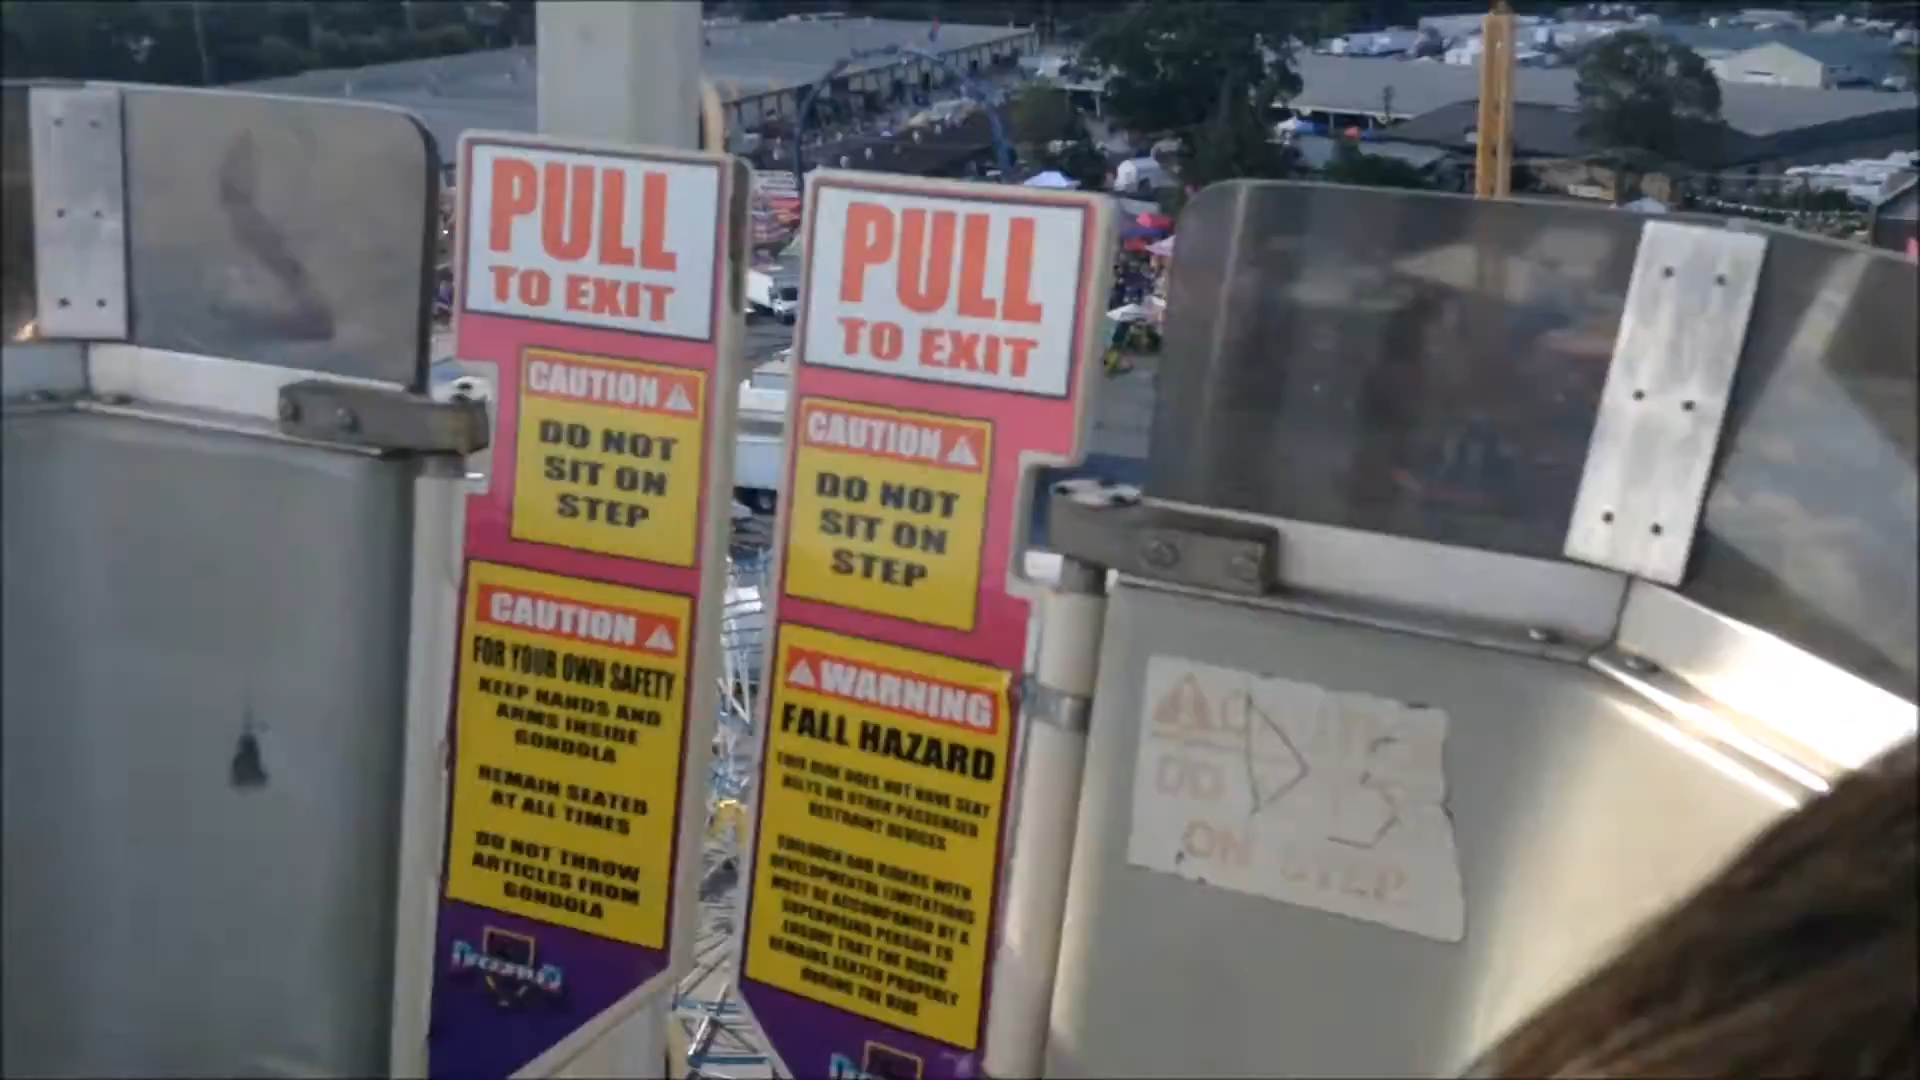 PULL
TO EXIT
CAUTION
DO NOT
SIT ON
STEP
CAUTION
FOR YOUR OWN SAFETY
KEEP HANDS AND
ARMS INSIDE
GONDOLA
REMAIN SEATED
AT ALL TIMES
DO NOT THROW
ARTICLES FROM
GONDOLA
PULL
TO EXIT
CAUTION
DO NOT
SIT ON
STEP
WARNING
FALL HAZARD
THIS RIDE DOES NOT HAVE SEAT
BELTS OR OTHER PASSENGER
RESTRAINT DEVICES
CHILDREN AND RIDERS WITH
DEVELOPMENTAL LIMITATIONS
MUST BE ACCOMPANIED BY A
SUPERVISING PERSON TO
ENSURE THAT THE RIDER
REMAINS SEATED PROPERLY
DURING THE RIDE
DO
ON STEP